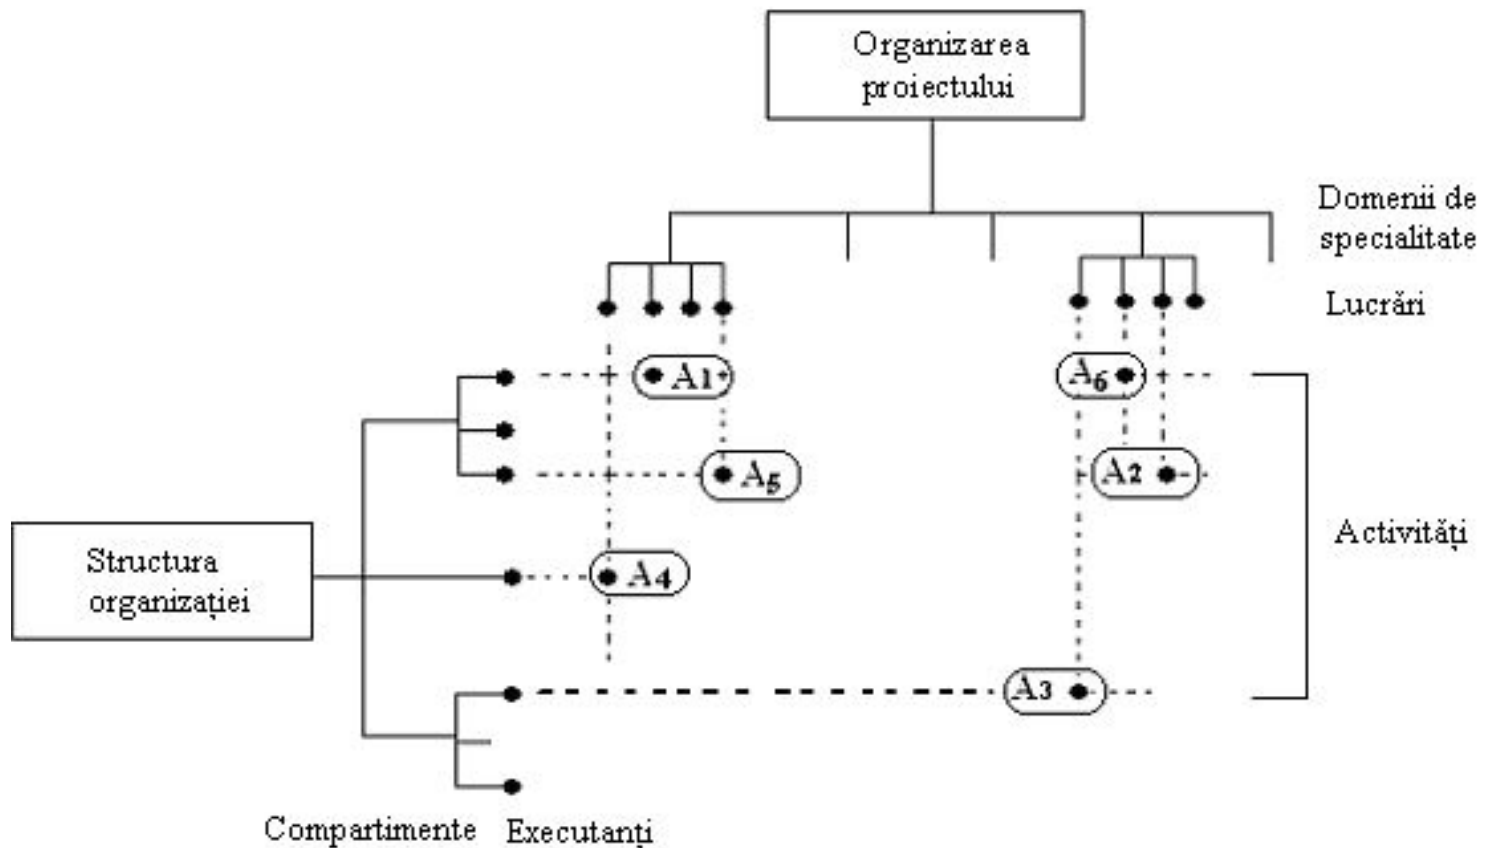 Organizarea
proiectului
Domenii de
specialitate
Lucrări
A1
A6
A5
A2
Activități
Structura
organizației
A4
A3
Compartimente Executanți